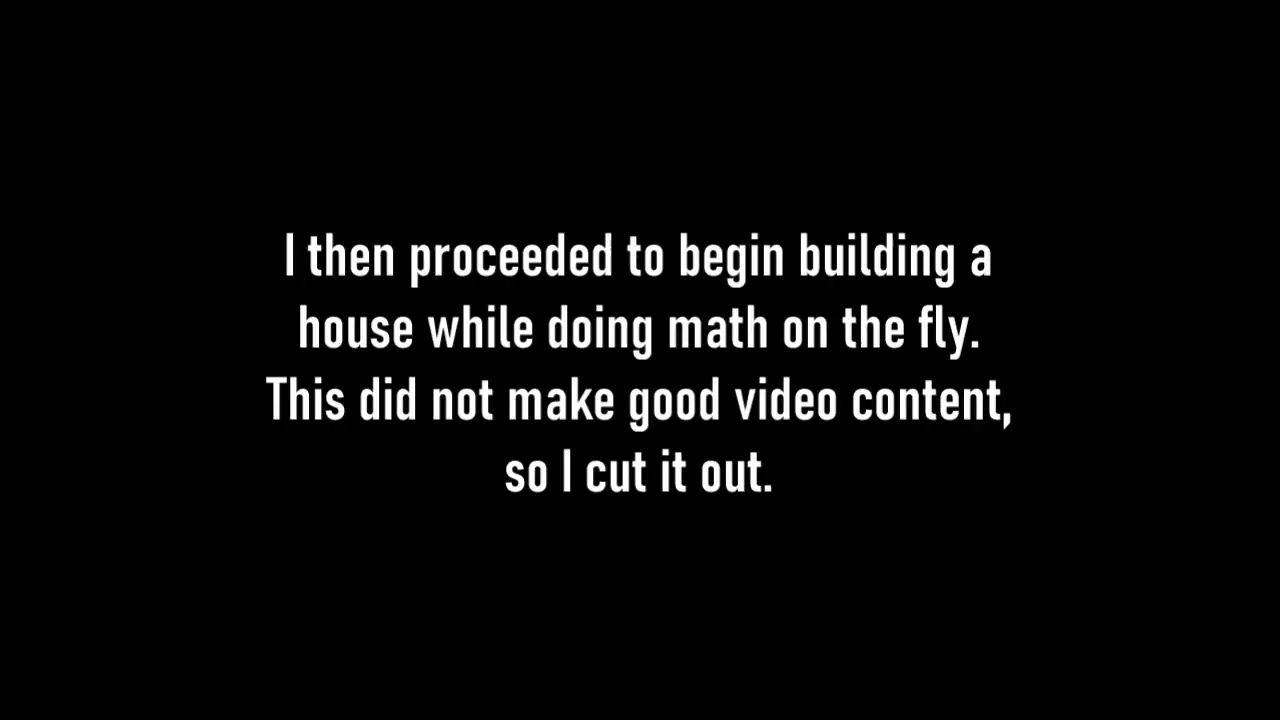 I then proceeded to begin building a
house while doing math on the fly.
This did not make good video content,
so I cut it out.